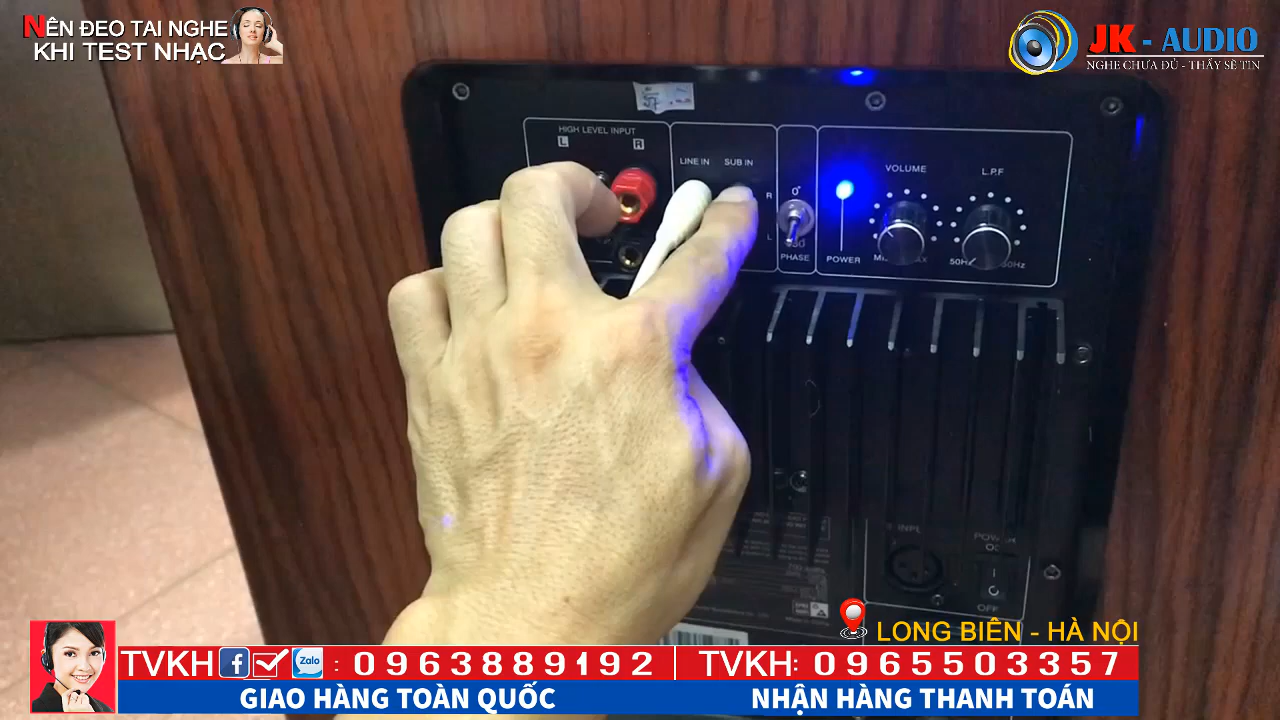 NÊN ĐEO TAI NGHE
KHI TEST NHẠC
JK - AUDIO
NGHE CHƯA ĐỦ - THẤY SẼ TIN
HIGH LEVEL INPUT
L R
LINE IN SUB IN
R
L
0°
PHASE
POWER
VOLUME
L.P.F
50Hz
OFF
LONG BIÊN - HÀ NỘI
TVKH f Zalo : 0963889192
TVKH: 0965503357
GIAO HÀNG TOÀN QUỐC
NHẬN HÀNG THANH TOÁN